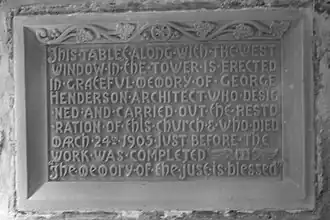 THIS TABLET ALONG WITH THE WEST
WINDOW IN THE TOWER IS ERECTED
IN GRATEFUL MEMORY OF GEORGE
HENDERSON ARCHITECT WHO DESIG
NED AND CARRIED OUT THE RESTO
RATION OF THIS CHURCH & WHO DIED
MARCH 24TH 1905 JUST BEFORE THE
WORK WAS COMPLETED
The memory of the just is blessed